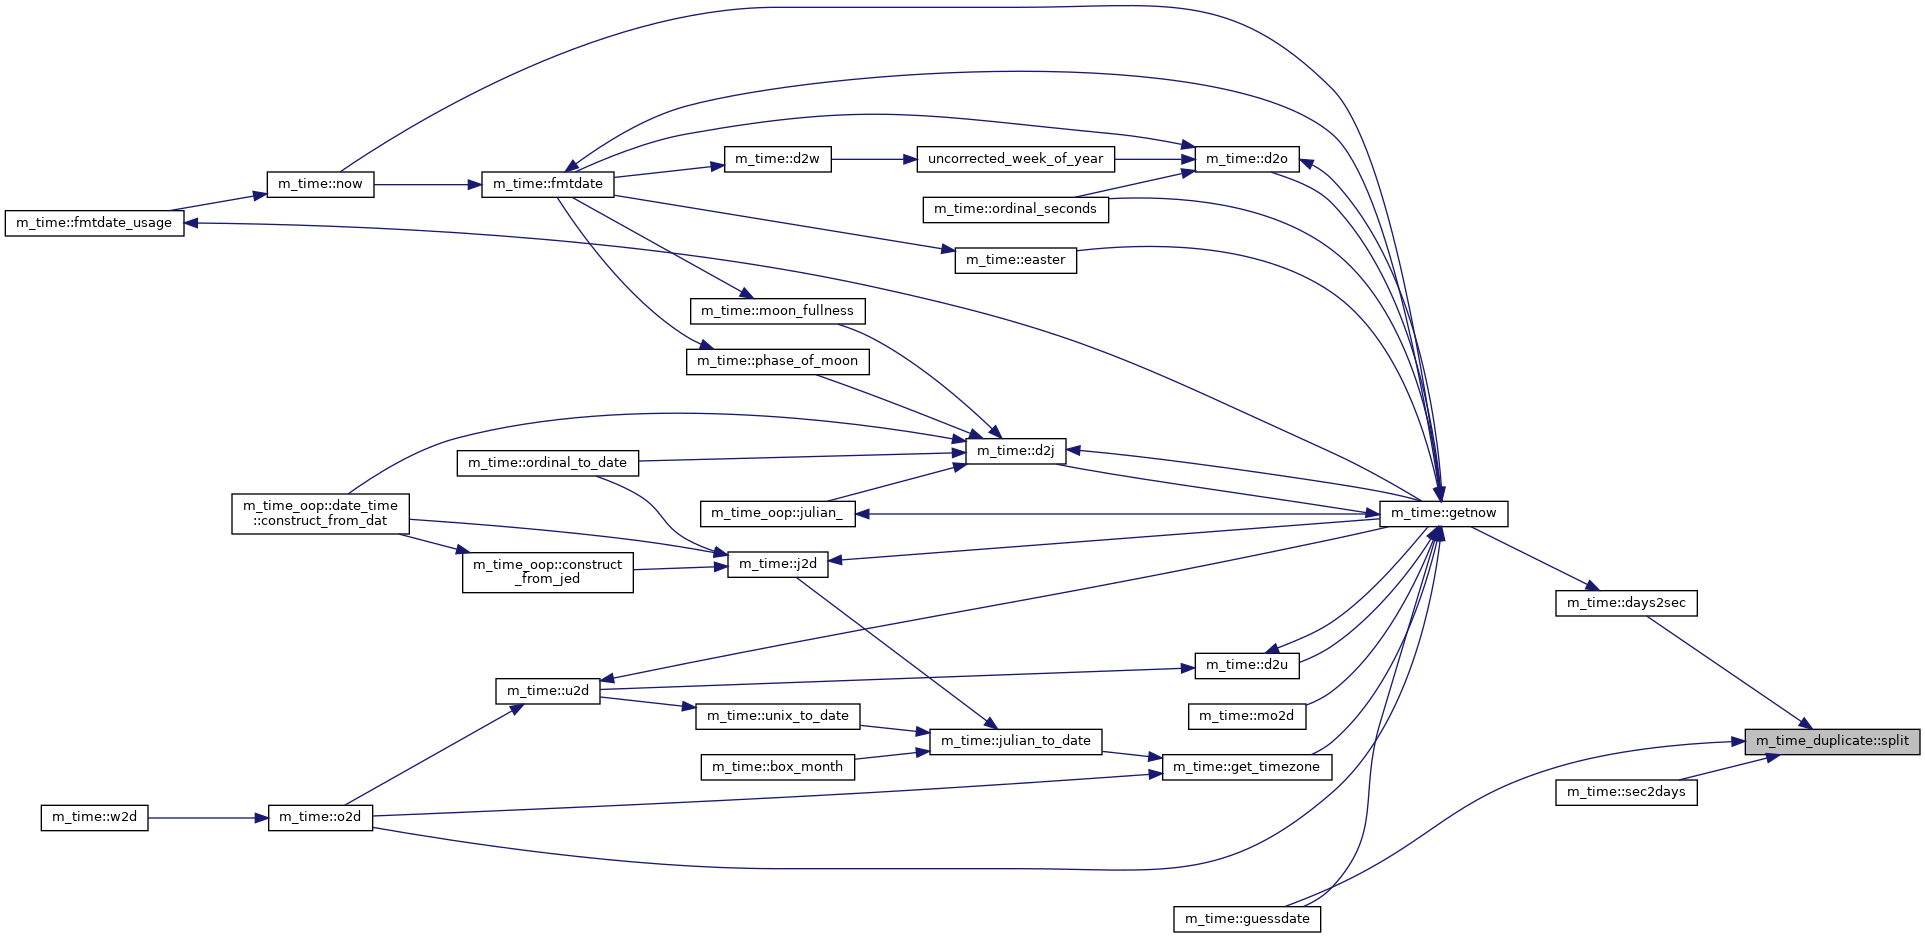 m_time::d2w
uncorrected_week_of_year
m_time::d2o
m_time::now
m_time::fmtdate
m_time::fmtdate_usage
m_time::ordinal_seconds
m_time::easter
m_time::moon_fullness
m_time::phase_of_moon
m_time::d2j
m_time::ordinal_to_date
m_time_oop::date_time
::construct_from_dat
m_time_oop::julian_
m_time::getnow
m_time_oop::construct
_from_jed
m_time::j2d
m_time::days2sec
m_time::d2u
m_time::u2d
m_time::unix_to_date
m_time::mo2d
m_time::julian_to_date
m_time_duplicate::split
m_time::box_month
m_time::get_timezone
m_time::sec2days
m_time::w2d
m_time::o2d
m_time::guessdate